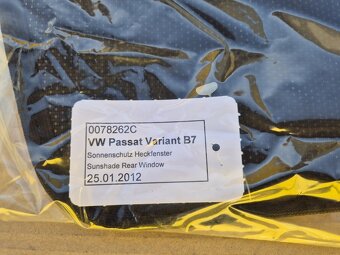 0078262C
VW Passat Variant B7
Sonnenschutz Heckfenster
Sunshade Rear Window
25.01.2012